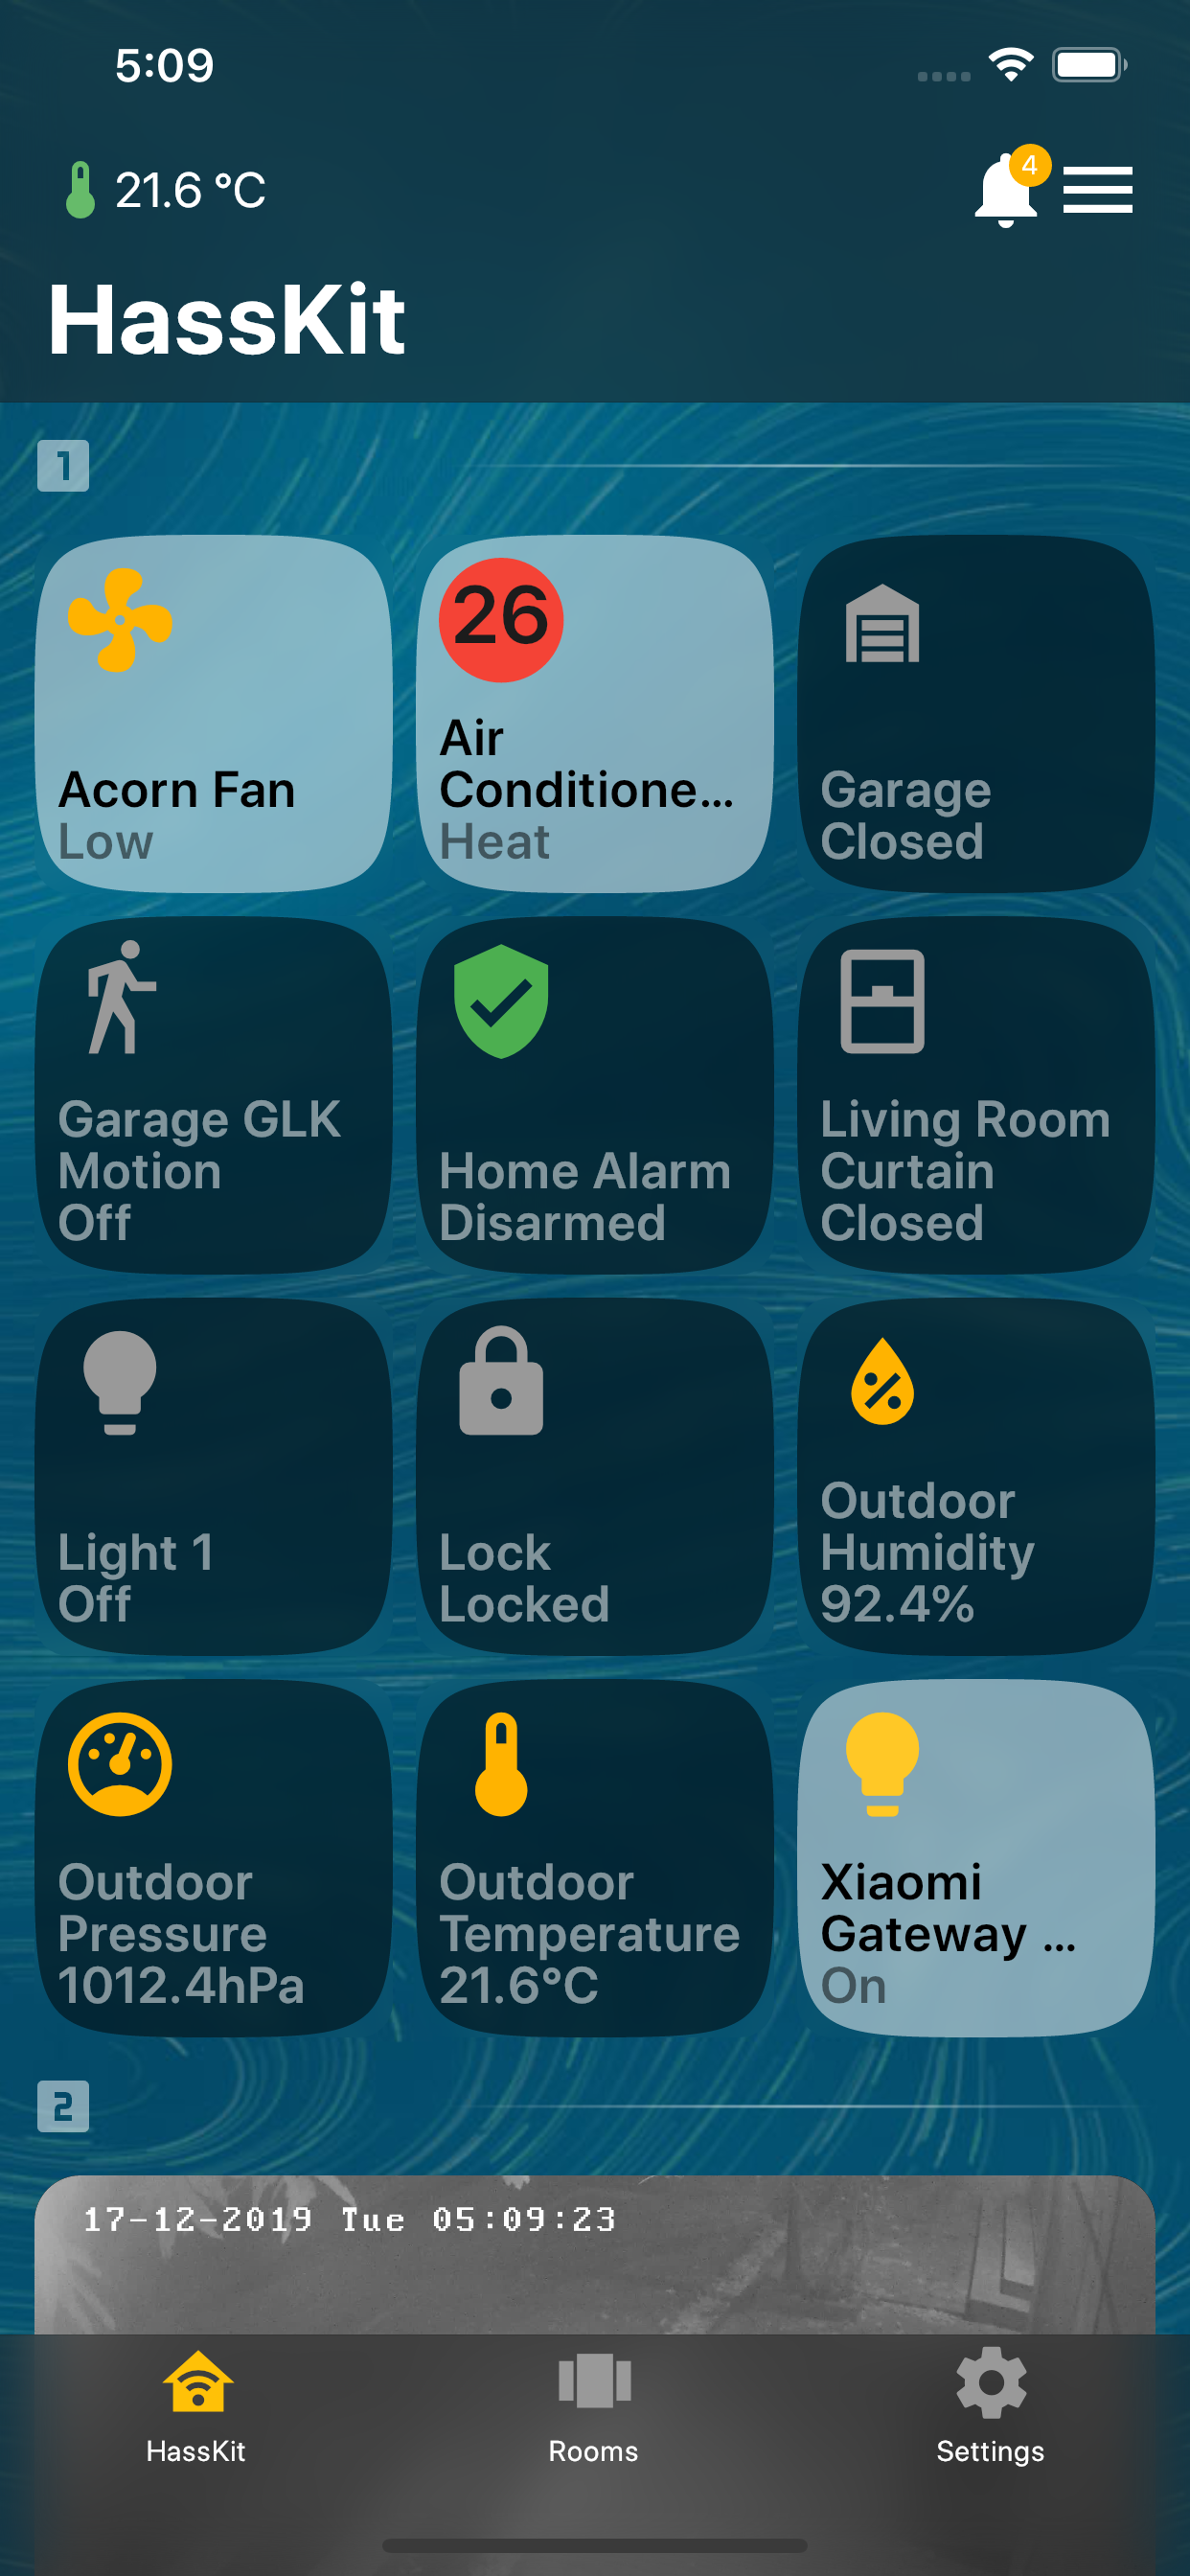 5:09
21.6 °C
4
HassKit
1
Acorn Fan
Low
26
Air
Conditione...
Heat
Garage
Closed
Garage GLK
Motion
Off
Home Alarm
Disarmed
Living Room
Curtain
Closed
Light 1
Off
Lock
Locked
Outdoor
Humidity
92.4%
Outdoor
Pressure
1012.4hPa
Outdoor
Temperature
21.6°C
Xiaomi
Gateway ...
On
2
17-12-2019 Tue 05:09:23
HassKit
Rooms
Settings